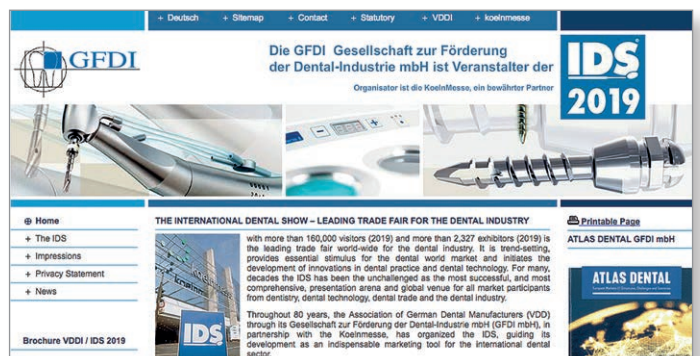 + Deutsch + Sitemap + Contact + Statutory + VDDI + koelnmesse
GFDI
Die GFDI Gesellschaft zur Förderung
der Dental-Industrie mbH ist Veranstalter der
Organisator ist die KoelnMesse, ein bewährter Partner
IDS
2019
Home
+ The IDS
+ Impressions
+ Privacy Statement
+ News
Brochure VDDI / IDS 2019
THE INTERNATIONAL DENTAL SHOW – LEADING TRADE FAIR FOR THE DENTAL INDUSTRY
with more than 160,000 visitors (2019) and more than 2,327 exhibitors (2019) is
the leading trade fair world-wide for the dental industry. It is trend-setting,
provides essential stimulus for the dental world market and initiates the
development of innovations in dental practice and dental technology. For many,
decades the IDS has been the unchallenged as the most successful, and most
comprehensive, presentation arena and global venue for all market participants
from dentistry, dental technology, dental trade and the dental industry.
Throughout 80 years, the Association of German Dental Manufacturers (VDD)
through its Gesellschaft zur Förderung der Dental-Industrie mbH (GFDI mbH), in
partnership with the Koelnmesse, has organized the IDS, guiding its
development as an indispensable marketing tool for the international dental
sector
koelnmesse
IDS
Printable Page
ATLAS DENTAL GFDI mbH
ATLAS DENTAL